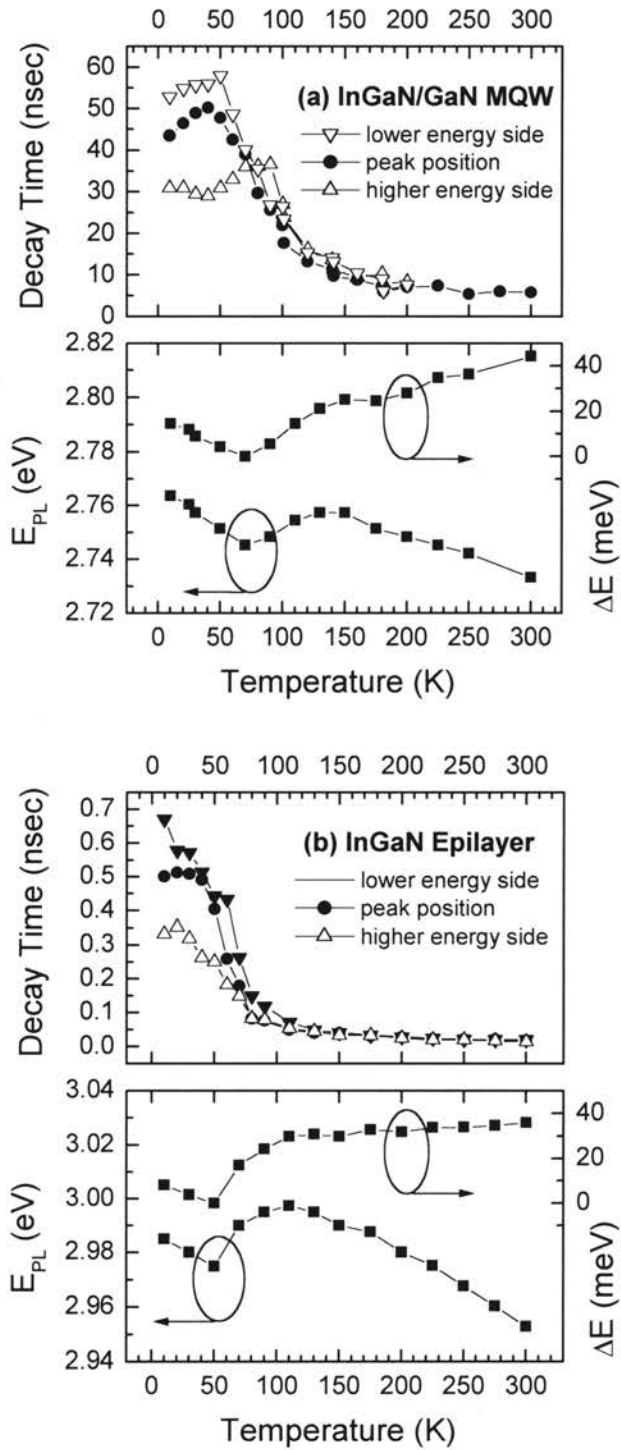 0 50 100 150 200 250 300
60
50
40
30
20
10
0
Decay Time (nsec)
(a) InGaN/GaN MQW
lower energy side
peak position
higher energy side
2.82
2.80
2.78
2.76
2.74
2.72
E_PL (eV)
40
20
0
ΔE (meV)
0 50 100 150 200 250 300
Temperature (K)
0 50 100 150 200 250 300
0.7
0.6
0.5
0.4
0.3
0.2
0.1
0.0
Decay Time (nsec)
(b) InGaN Epilayer
lower energy side
peak position
higher energy side
3.04
3.02
3.00
2.98
2.96
2.94
E_PL (eV)
40
20
0
ΔE (meV)
0 50 100 150 200 250 300
Temperature (K)